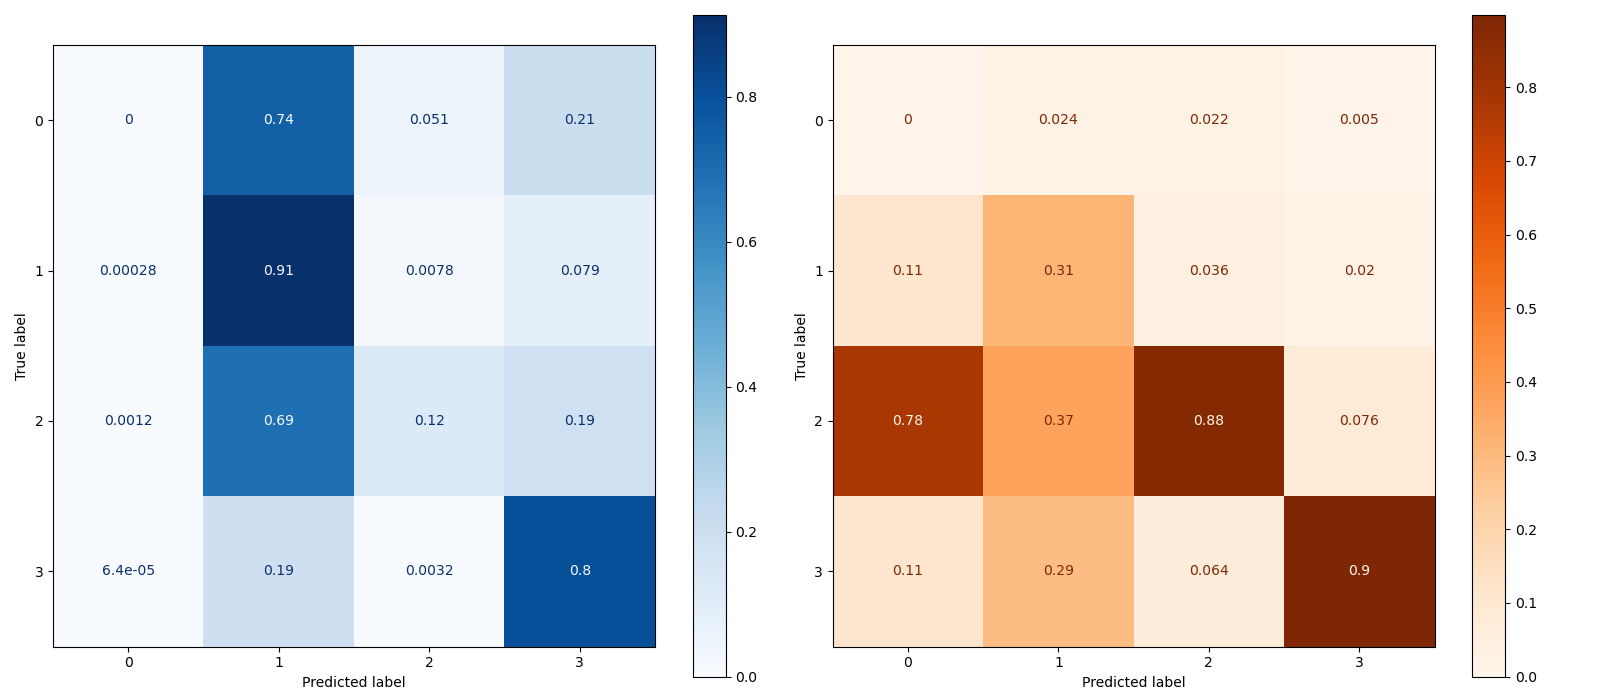 0 0 0.74 0.051 0.21
1 0.00028 0.91 0.0078 0.079
2 0.0012 0.69 0.12 0.19
3 6.4e-05 0.19 0.0032 0.8
0 1 2 3
True label
Predicted label
0.8
0.6
0.4
0.2
0.0
0 0 0.024 0.022 0.005
1 0.11 0.31 0.036 0.02
2 0.78 0.37 0.88 0.076
3 0.11 0.29 0.064 0.9
0 1 2 3
True label
Predicted label
0.8
0.7
0.6
0.5
0.4
0.3
0.2
0.1
0.0